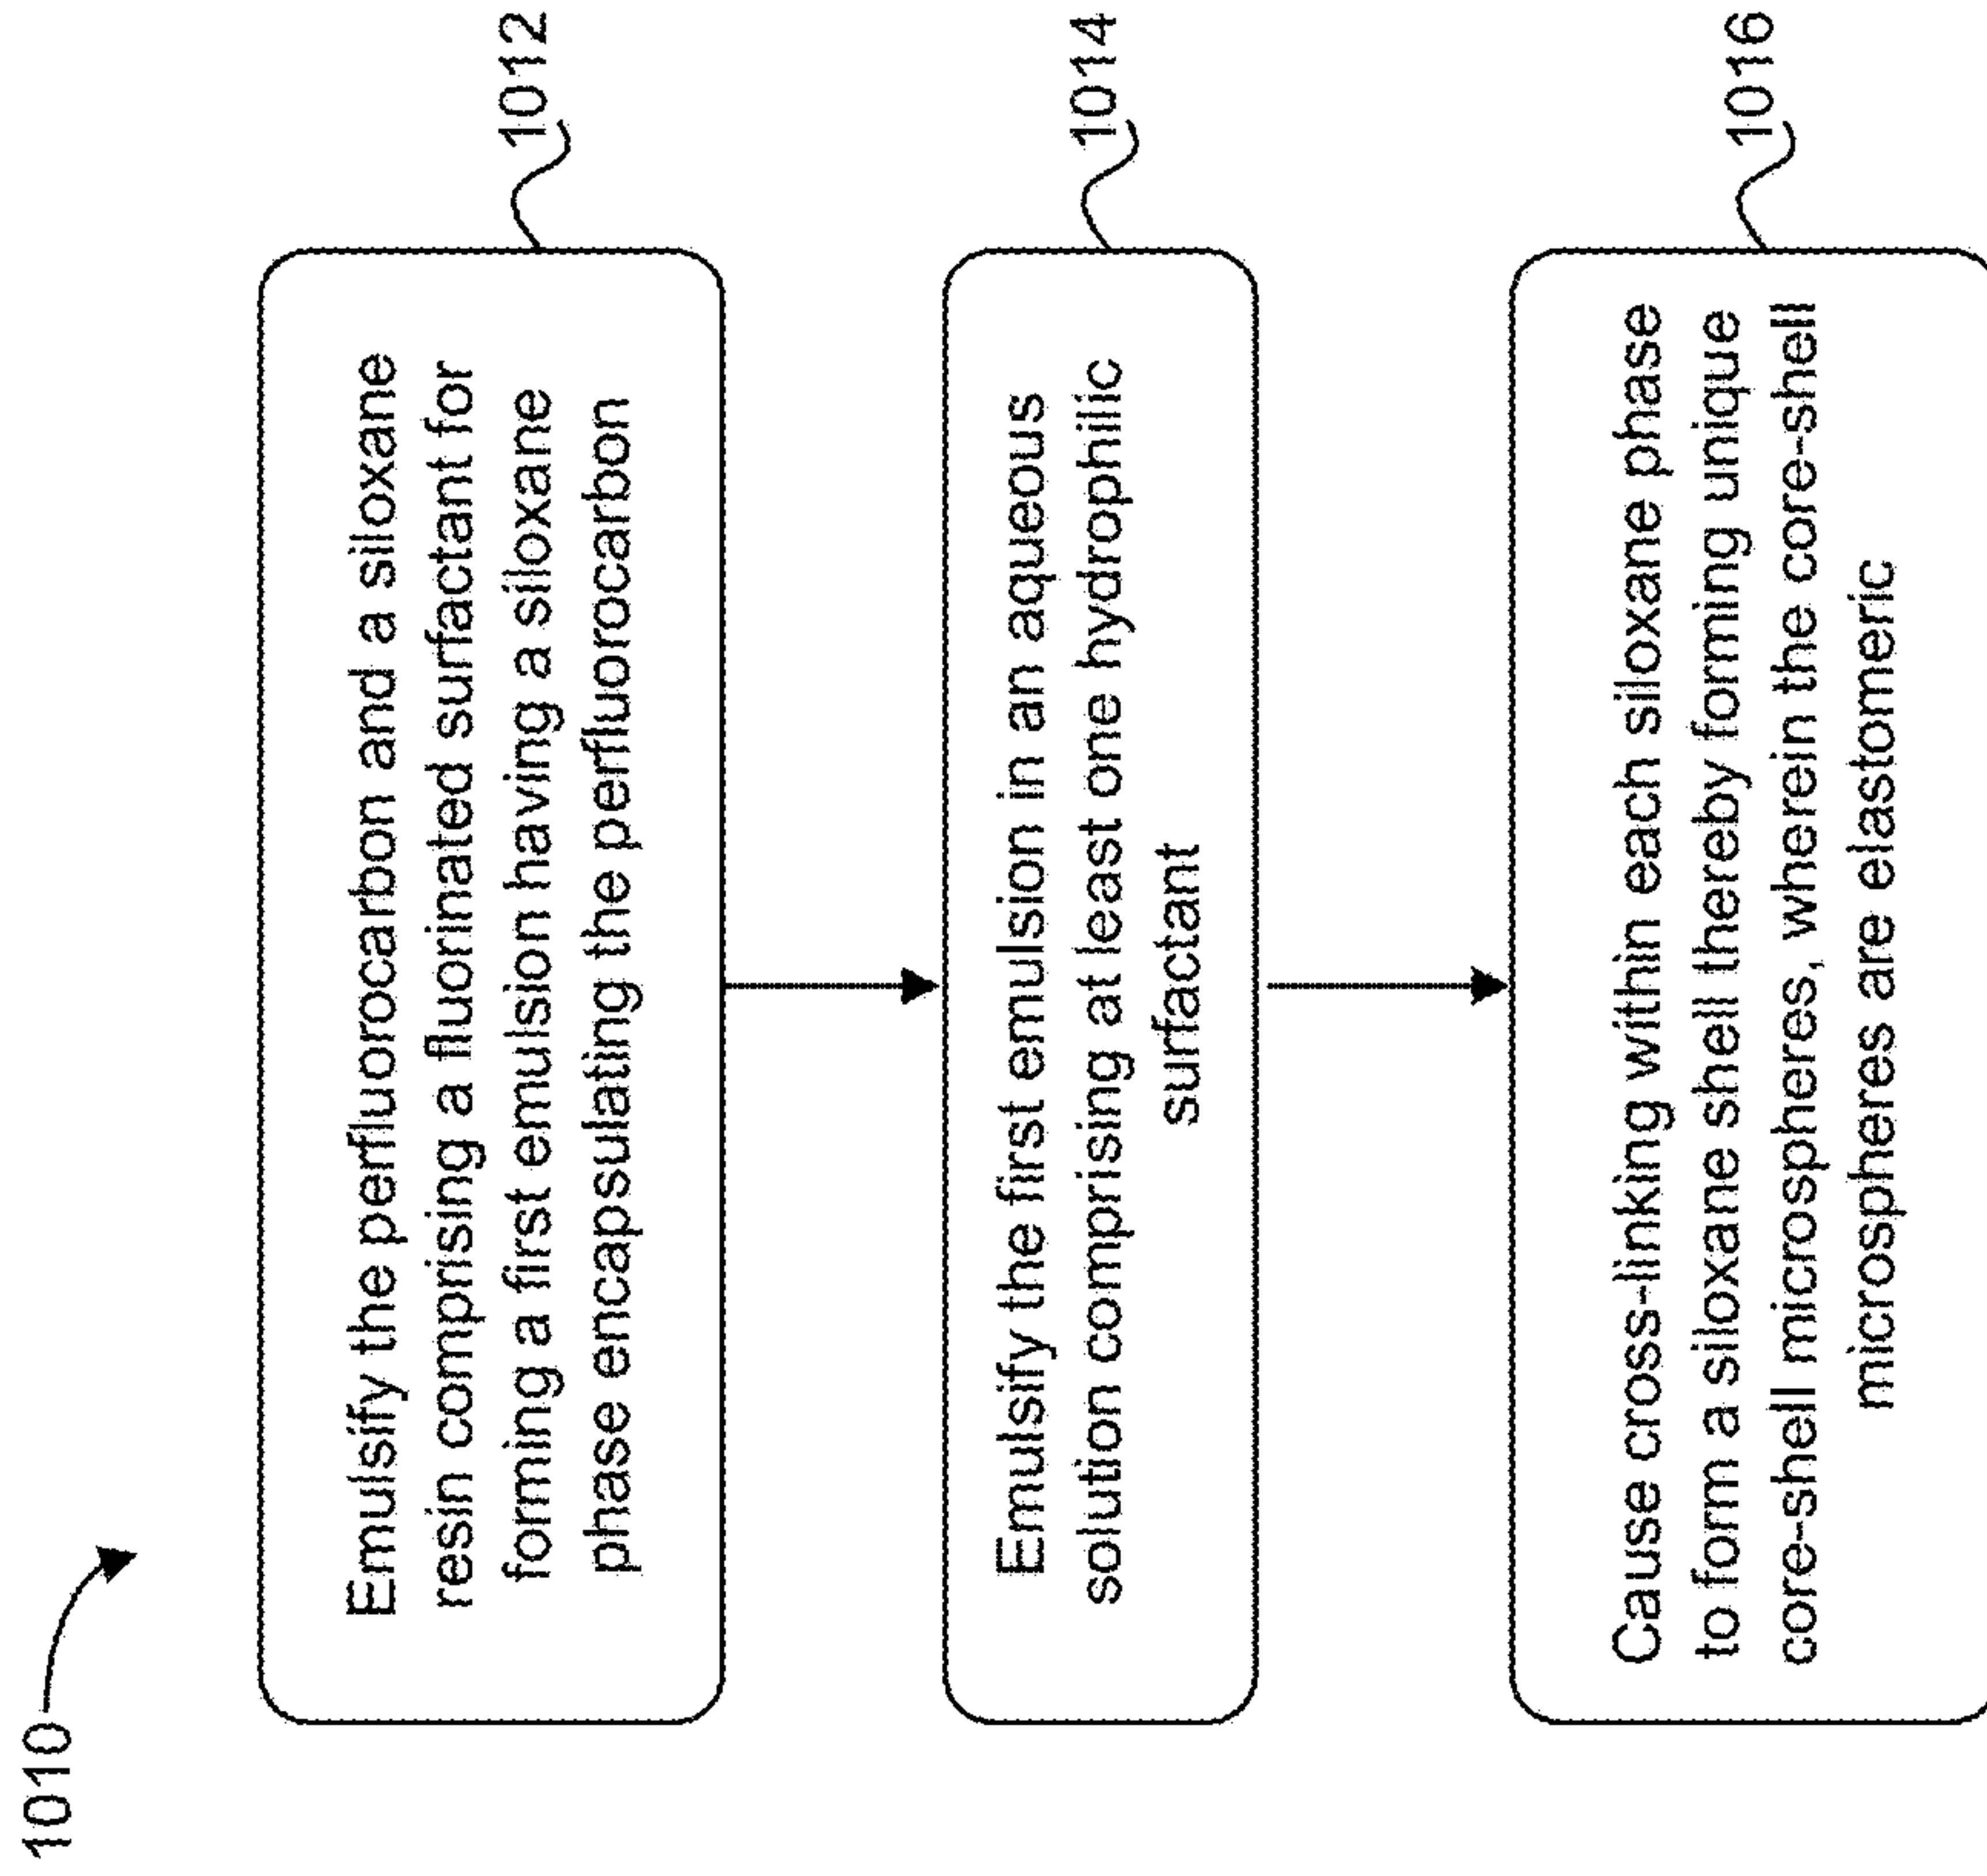 1010
Emulsify the perfluorocarbon and a siloxane
resin comprising a fluorinated surfactant for
forming a first emulsion having a siloxane
phase encapsulating the perfluorocarbon
1012
Emulsify the first emulsion in an aqueous
solution comprising at least one hydrophilic
surfactant
1014
Cause cross-linking within each siloxane phase
to form a siloxane shell thereby forming unique
core-shell microspheres, wherein the core-shell
microspheres are elastomeric
1016